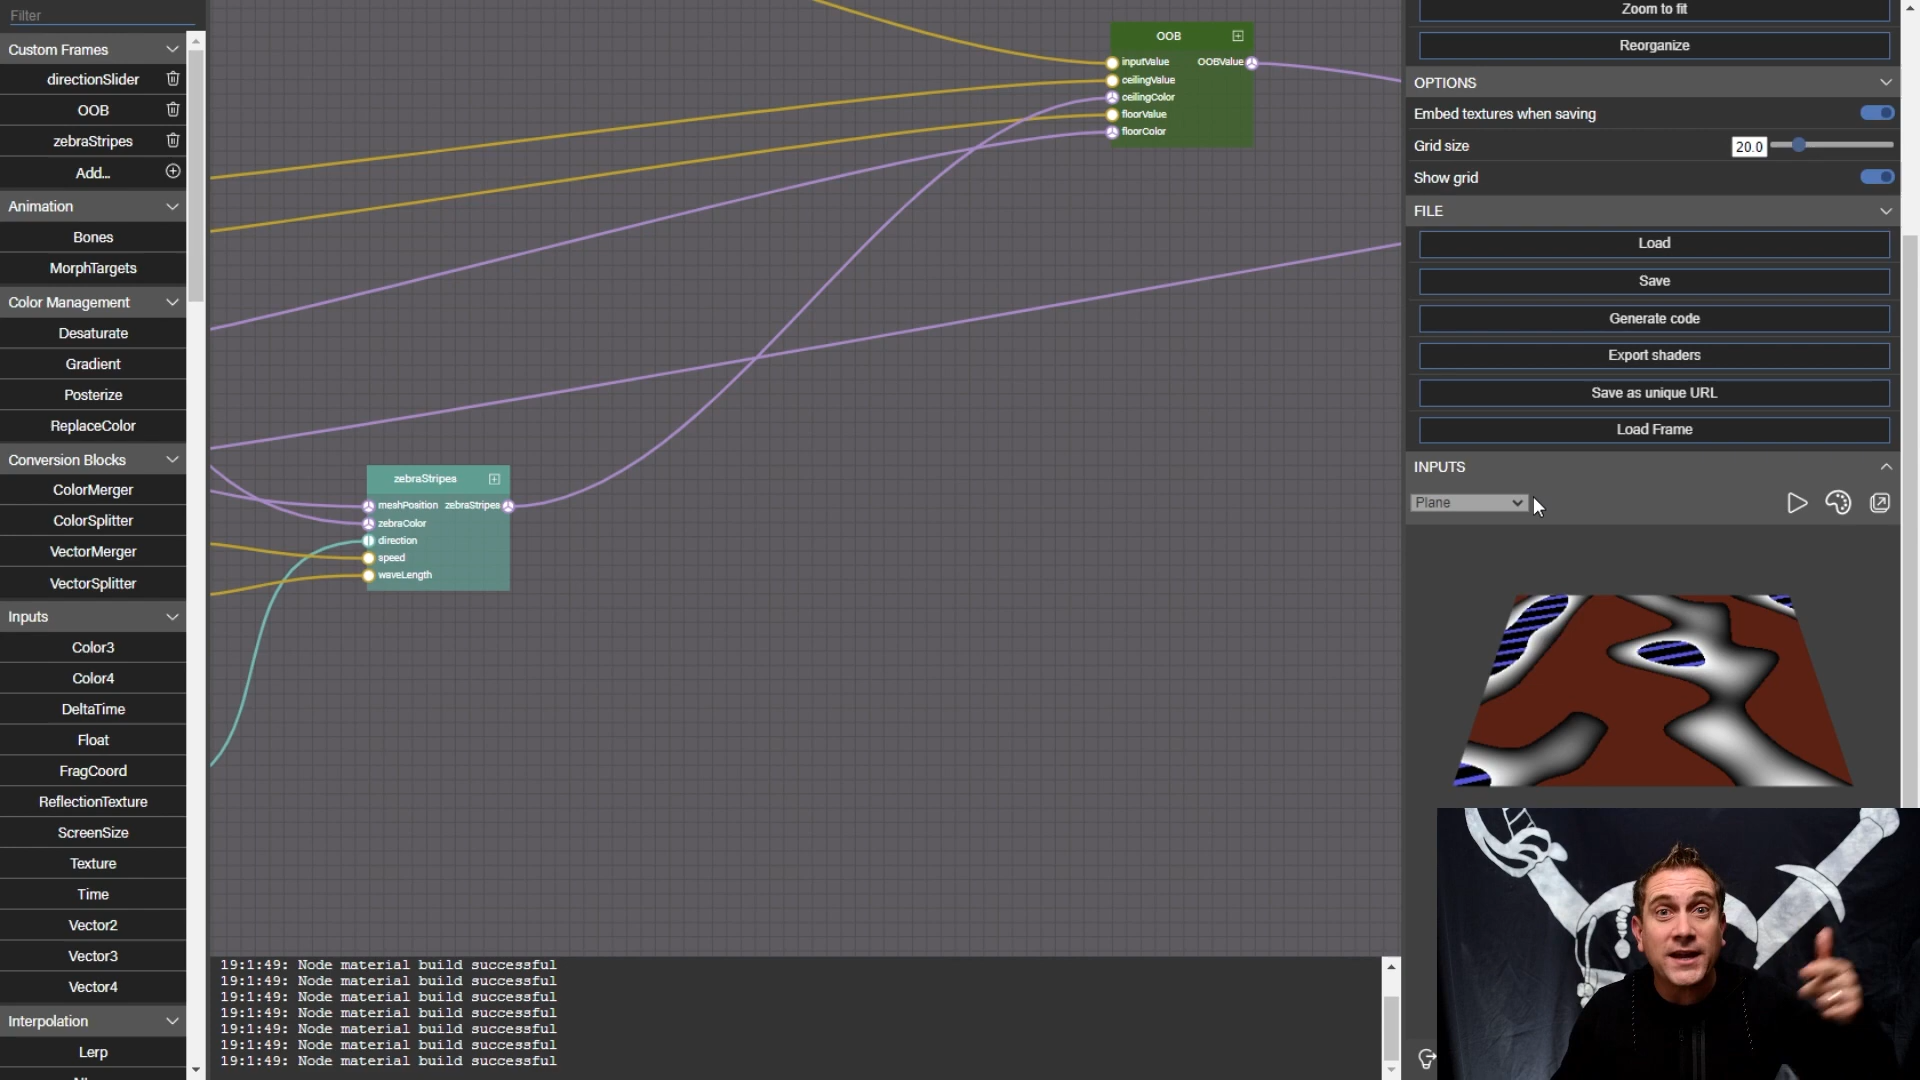 Filter
Custom Frames
directionSlider
OOB
zebraStripes
Add...
Animation
Bones
MorphTargets
Color Management
Desaturate
Gradient
Posterize
ReplaceColor
Conversion Blocks
ColorMerger
ColorSplitter
VectorMerger
VectorSplitter
Inputs
Color3
Color4
DeltaTime
Float
FragCoord
ReflectionTexture
ScreenSize
Texture
Time
Vector2
Vector3
Vector4
Interpolation
Lerp
OOB
inputValue OOBValue
ceilingValue
ceilingColor
floorValue
floorColor
zebraStripes
meshPosition zebraStripes
zebraColor
direction
speed
waveLength
19:1:49: Node material build successful
19:1:49: Node material build successful
19:1:49: Node material build successful
19:1:49: Node material build successful
19:1:49: Node material build successful
19:1:49: Node material build successful
19:1:49: Node material build successful
Zoom to fit
Reorganize
OPTIONS
Embed textures when saving
Grid size 20.0
Show grid
FILE
Load
Save
Generate code
Export shaders
Save as unique URL
Load Frame
INPUTS
Plane